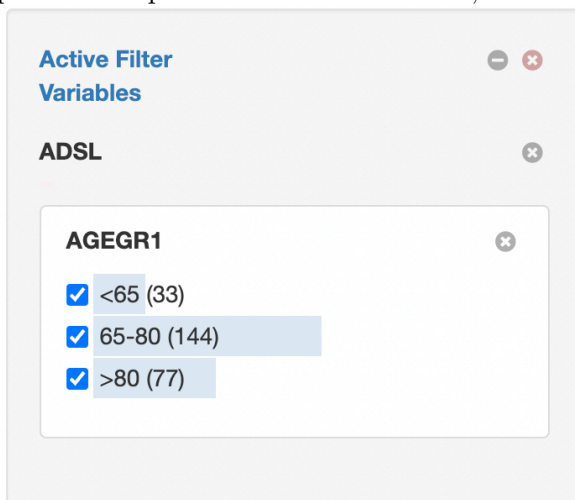 Active Filter
Variables
ADSL
AGEGR1
<65 (33)
65-80 (144)
>80 (77)